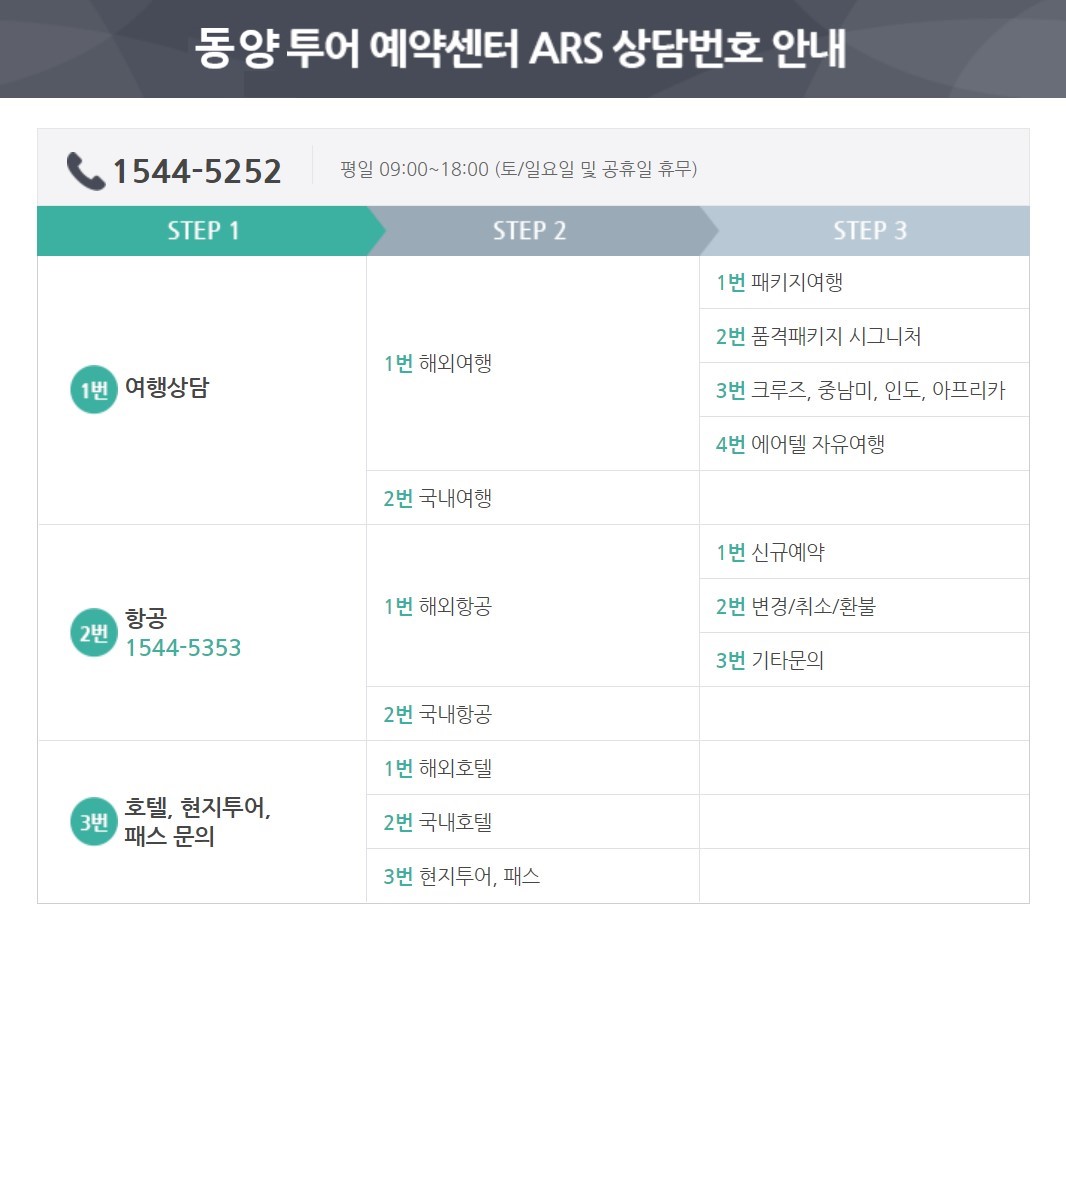 동양 투어 예약센터 ARS 상담번호 안내
1544-5252 평일 09:00~18:00 (토/일요일 및 공휴일 휴무)
STEP 1 STEP 2 STEP 3
1번 여행상담
1번 해외여행
1번 패키지여행
2번 품격패키지 시그니처
3번 크루즈, 중남미, 인도, 아프리카
4번 에어텔 자유여행
2번 국내여행
2번 항공
1544-5353
1번 해외항공
1번 신규예약
2번 변경/취소/환불
3번 기타문의
2번 국내항공
3번 호텔, 현지투어,
패스 문의
1번 해외호텔
2번 국내호텔
3번 현지투어, 패스